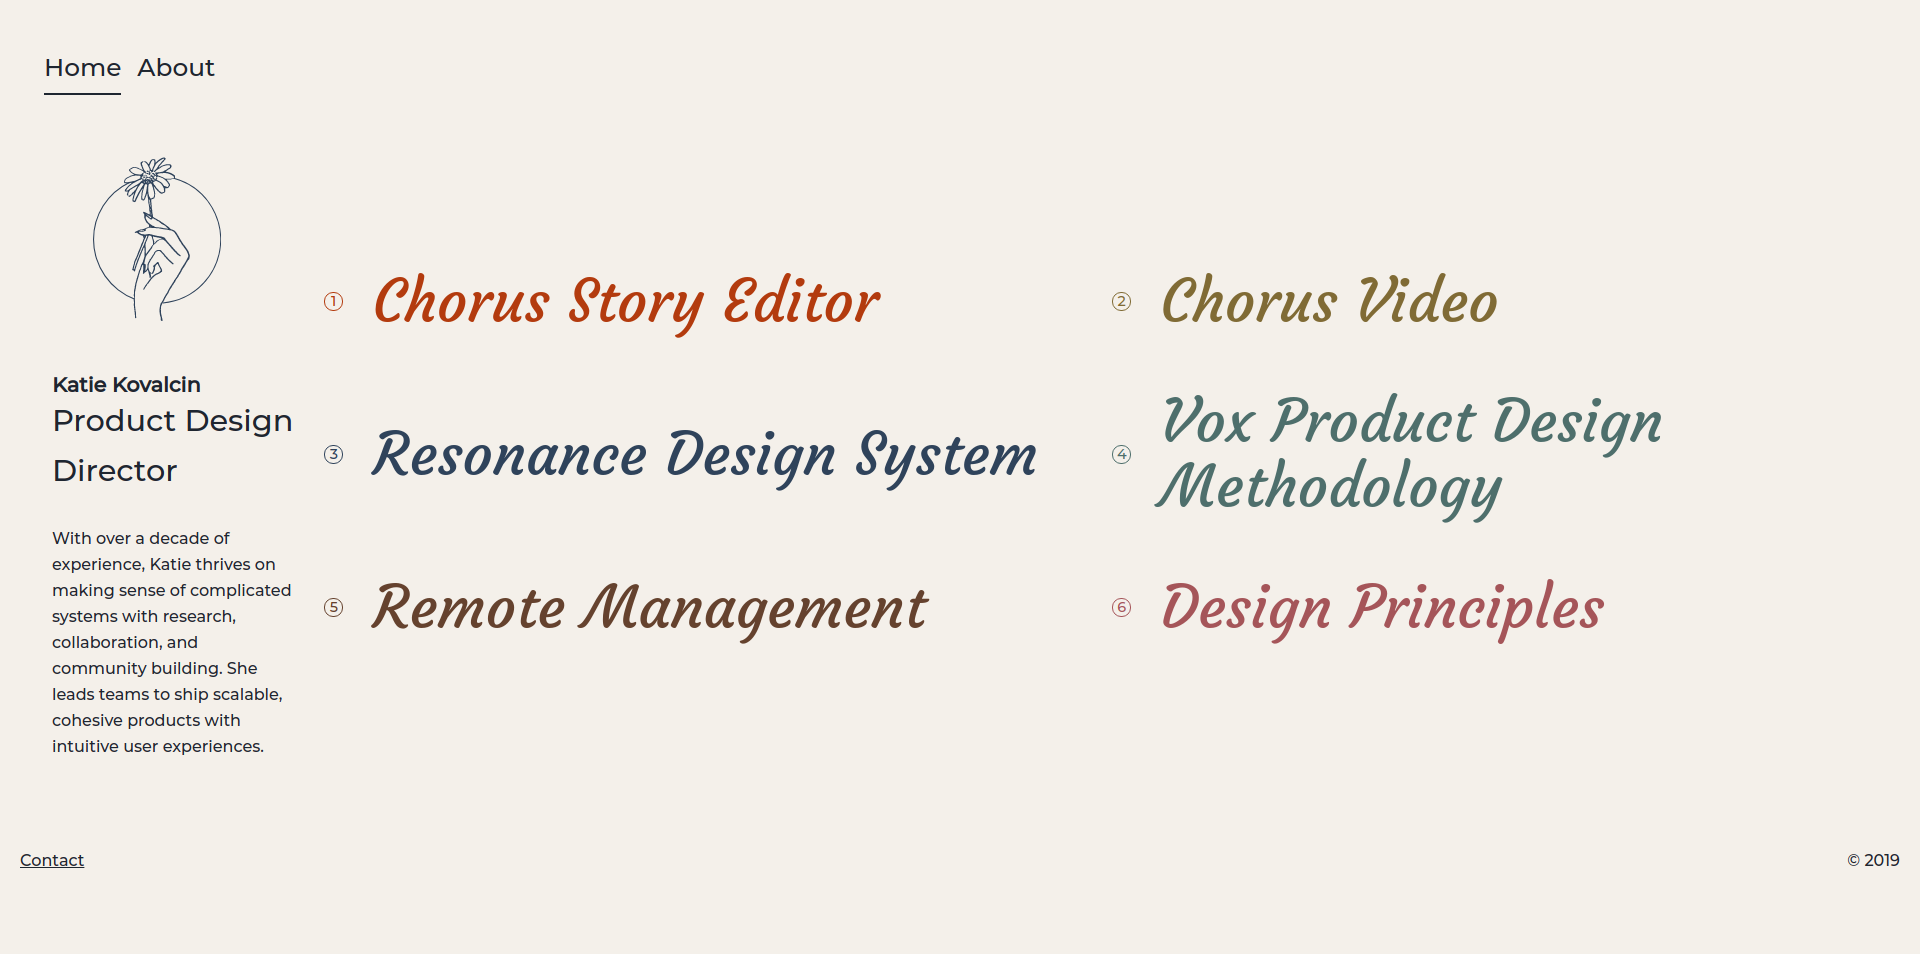 Home About
Katie Kovalcin
Product Design
Director
With over a decade of
experience, Katie thrives on
making sense of complicated
systems with research,
collaboration, and
community building. She
leads teams to ship scalable,
cohesive products with
intuitive user experiences.
① Chorus Story Editor
② Chorus Video
③ Resonance Design System
④ Vox Product Design
Methodology
⑤ Remote Management
⑥ Design Principles
Contact
© 2019